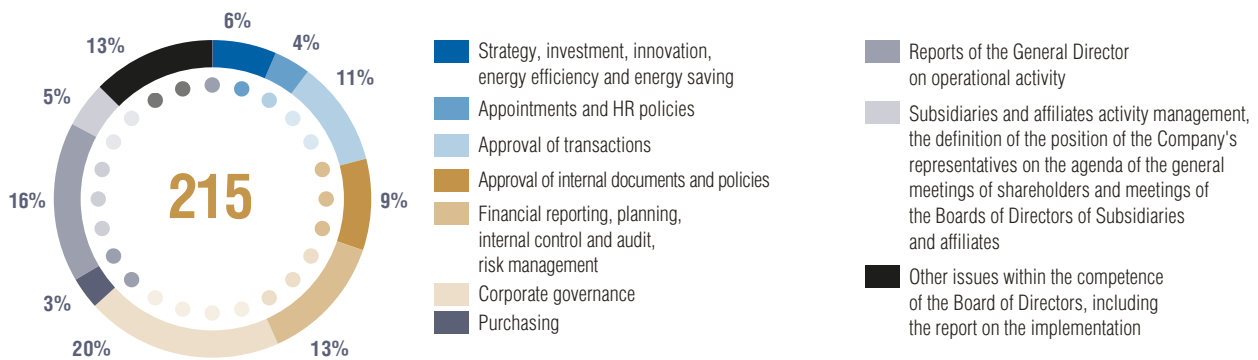 6%
4%
11%
9%
13%
20%
3%
16%
5%
13%
215
Strategy, investment, innovation,
energy efficiency and energy saving
Appointments and HR policies
Approval of transactions
Approval of internal documents and policies
Financial reporting, planning,
internal control and audit,
risk management
Corporate governance
Purchasing
Reports of the General Director
on operational activity
Subsidiaries and affiliates activity management,
the definition of the position of the Company's
representatives on the agenda of the general
meetings of shareholders and meetings of
the Boards of Directors of Subsidiaries
and affiliates
Other issues within the competence
of the Board of Directors, including
the report on the implementation